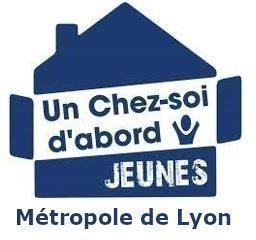 Un Chez-soi
d'abord
JEUNES
Métropole de Lyon